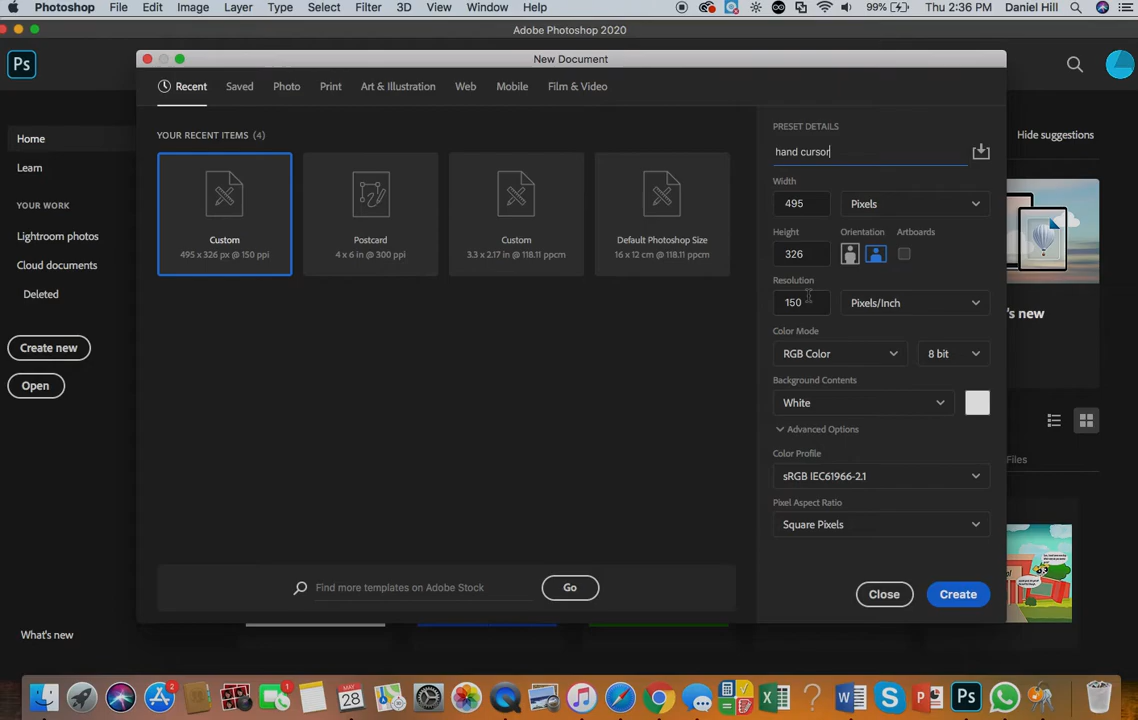 Photoshop File Edit Image Layer Type Select Filter 3D View Window Help 99% Thu 2:36 PM Daniel Hill
Adobe Photoshop 2020
Ps
New Document
Recent Saved Photo Print Art & Illustration Web Mobile Film & Video
Home
Learn
YOUR WORK
Lightroom photos
Cloud documents
Deleted
Create new
Open
What's new
YOUR RECENT ITEMS (4)
Custom
495 x 326 px @ 150 ppi
Postcard
4 x 6 in @ 300 ppi
Custom
3.3 x 2.17 in @ 118.11 ppcm
Default Photoshop Size
16 x 12 cm @ 118.11 ppcm
Find more templates on Adobe Stock
Go
PRESET DETAILS
hand cursor
Width
495 Pixels
Height Orientation Artboards
326
Resolution
150 Pixels/Inch
Color Mode
RGB Color 8 bit
Background Contents
White
Advanced Options
Color Profile
sRGB IEC61966-2.1
Pixel Aspect Ratio
Square Pixels
Close Create
Hide suggestions
's new
Files
2
1
MAY
28
Ps